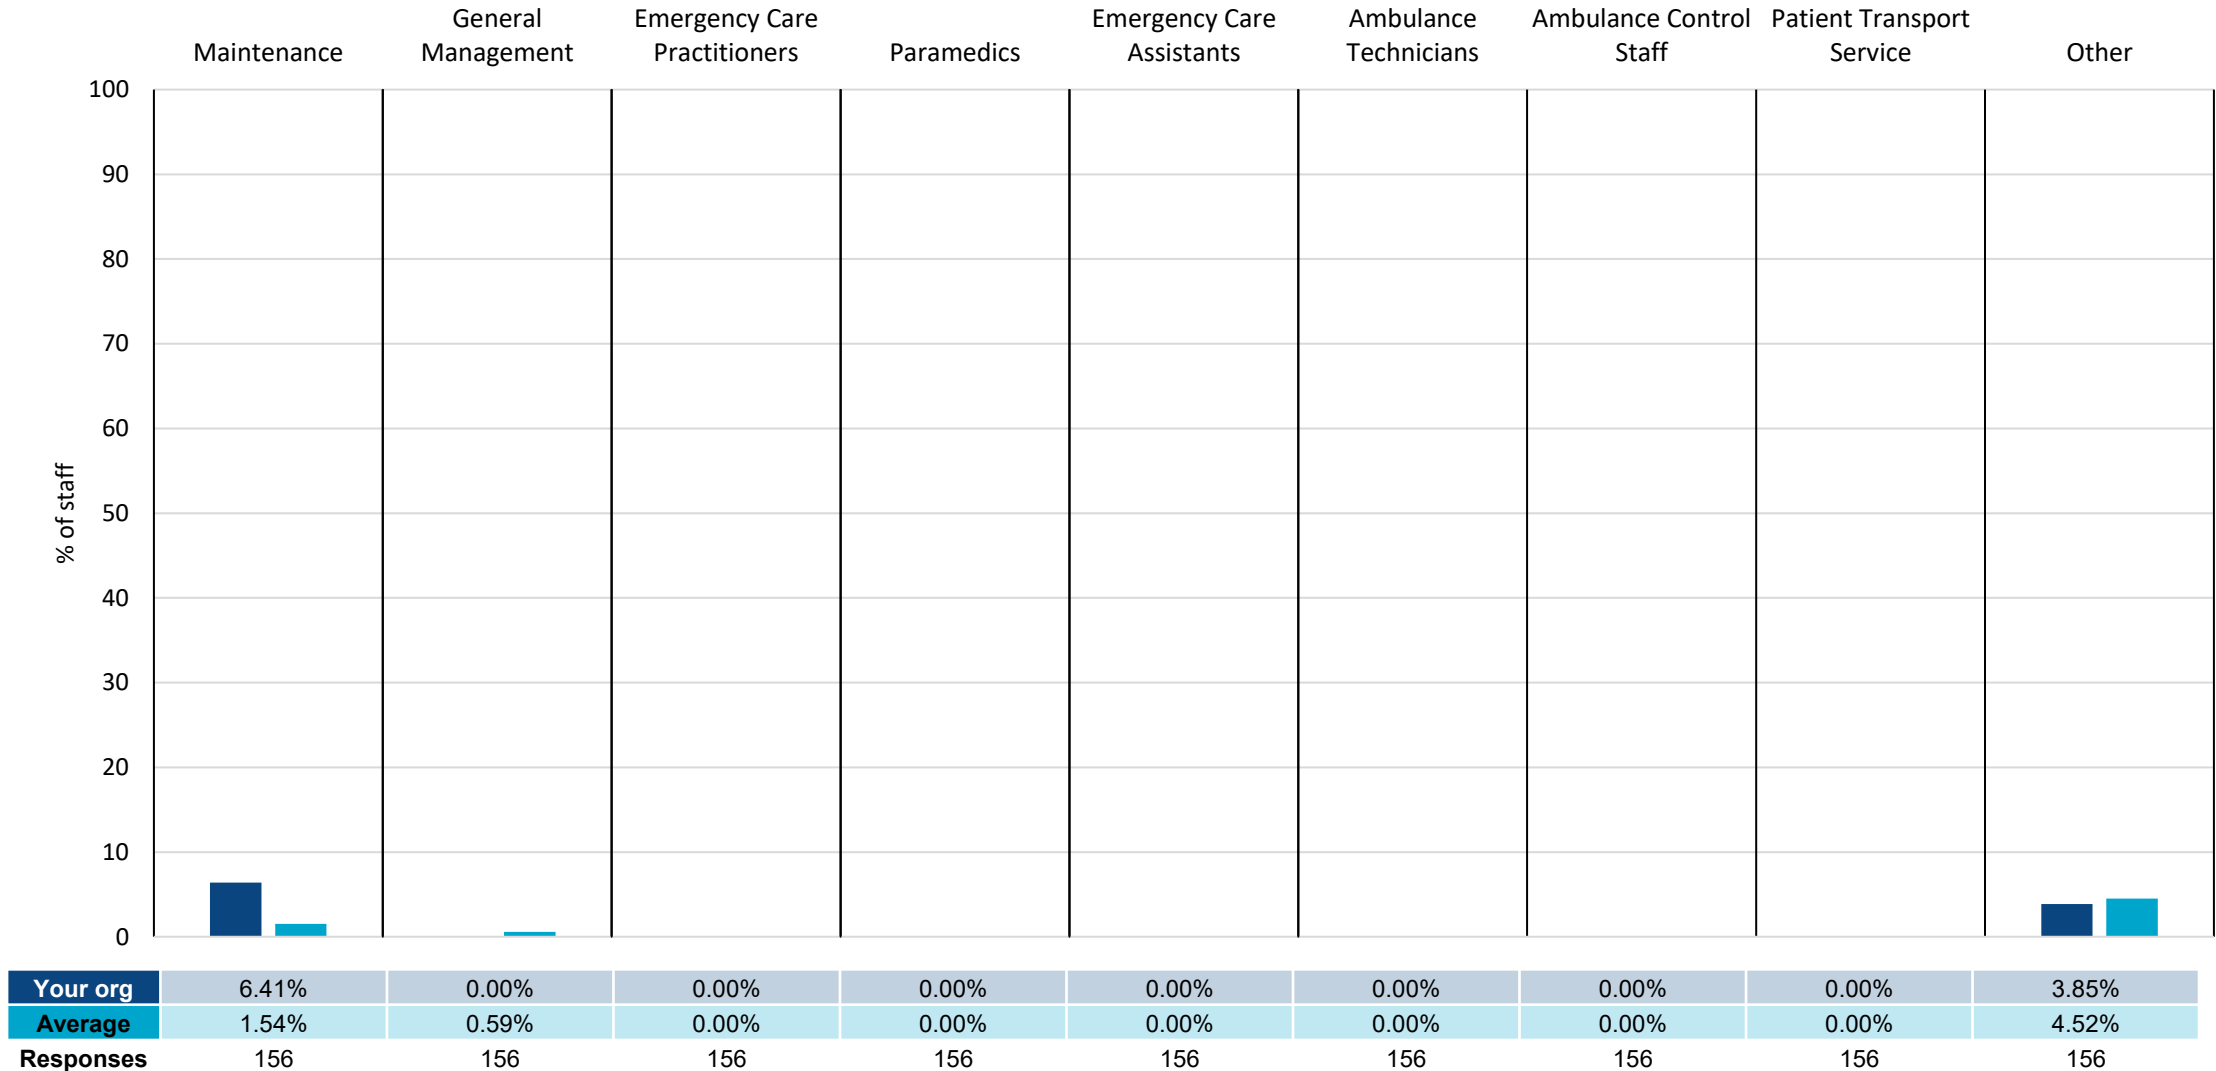 General Emergency Care Emergency Care Ambulance Ambulance Control Patient Transport
Maintenance Management Practitioners Paramedics Assistants Technicians Staff Service Other
100
90
80
70
60
50
40
30
20
10
0
% of staff
Your org 6.41% 0.00% 0.00% 0.00% 0.00% 0.00% 0.00% 0.00% 3.85%
Average 1.54% 0.59% 0.00% 0.00% 0.00% 0.00% 0.00% 0.00% 4.52%
Responses 156 156 156 156 156 156 156 156 156